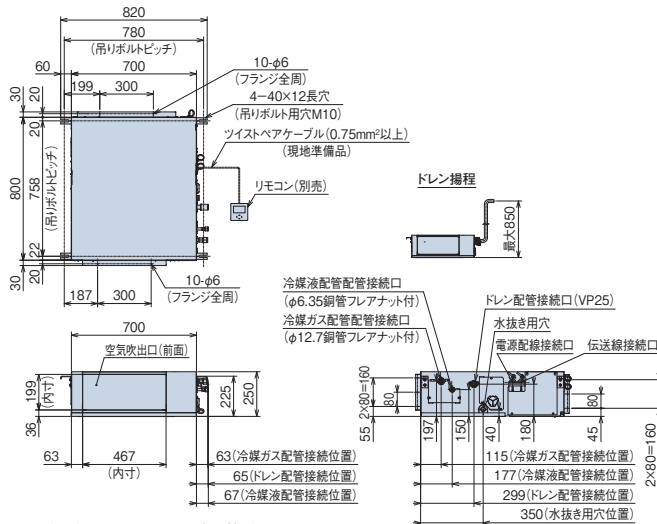 820
780
(吊りボルトピッチ)
60
700
199
300
10-φ6
(フランジ全周)
4−40×12長穴
(吊りボルト用穴M10)
ツイストペアケーブル(0.75mm²以上)
(現地準備品)
リモコン(別売)
30
20
20
800
758
(吊りボルトピッチ)
22
20
30
187
300
10-φ6
(フランジ全周)
ドレン揚程
最大850
700
空気吹出口(前面)
199
(内寸)
36
63
467
(内寸)
225
250
63(冷媒ガス配管接続位置)
65(ドレン配管接続位置)
67(冷媒液配管接続位置)
冷媒液配管配管接続口
(φ6.35銅管フレアナット付)
冷媒ガス配管配管接続口
(φ12.7銅管フレアナット付)
ドレン配管接続口(VP25)
水抜き用穴
電源配線接続口
伝送線接続口
2×80=160
80
55
197
150
40
180
80
45
2×80=160
115(冷媒ガス配管接続位置)
177(冷媒液配管接続位置)
299(ドレン配管接続位置)
350(水抜き用穴位置)